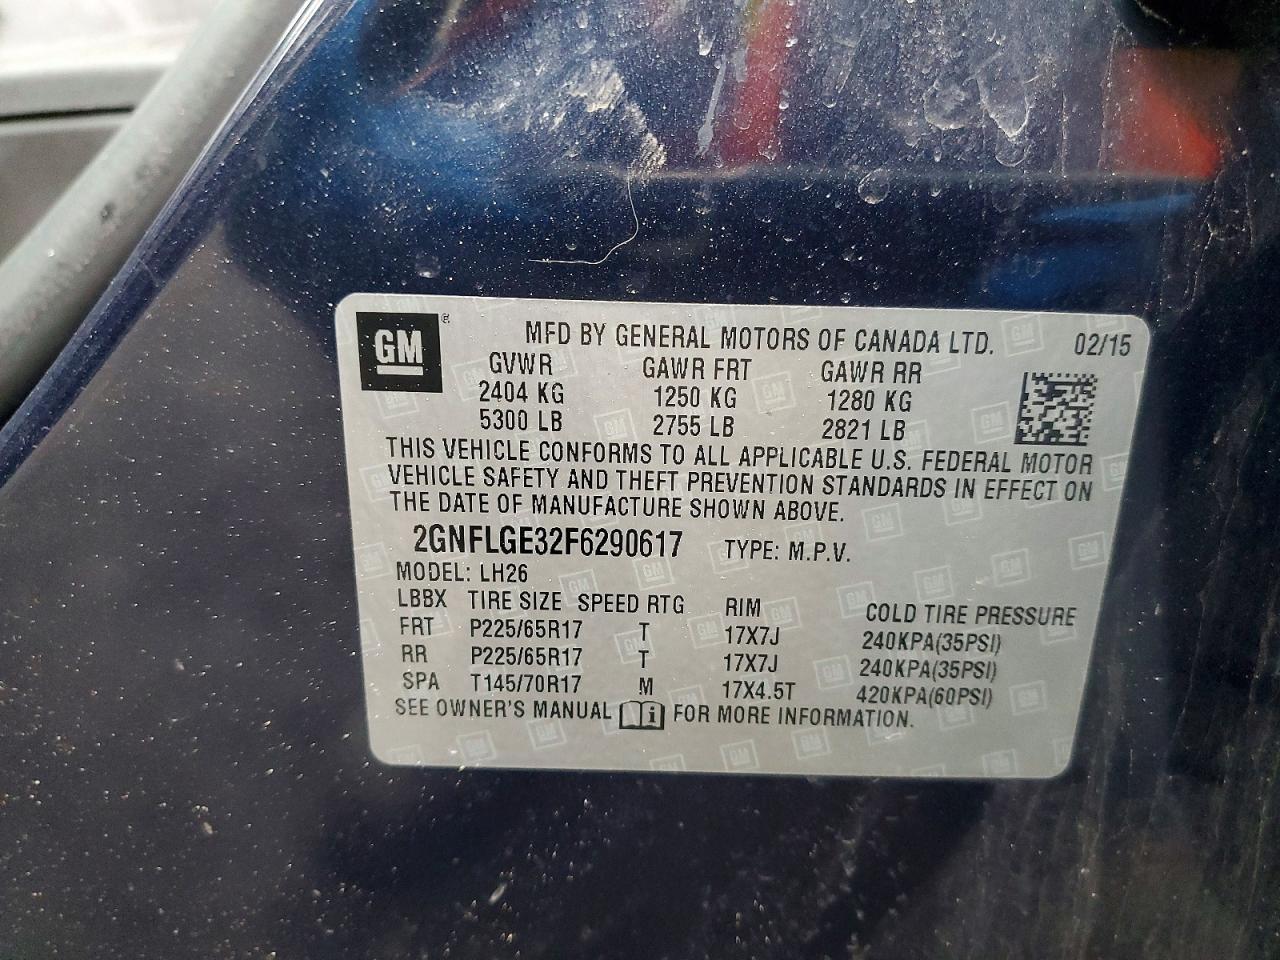 GM
MFD BY GENERAL MOTORS OF CANADA LTD. 02/15
GVWR GAWR FRT GAWR RR
2404 KG 1250 KG 1280 KG
5300 LB 2755 LB 2821 LB
THIS VEHICLE CONFORMS TO ALL APPLICABLE U.S. FEDERAL MOTOR
VEHICLE SAFETY AND THEFT PREVENTION STANDARDS IN EFFECT ON
THE DATE OF MANUFACTURE SHOWN ABOVE.
2GNFLGE32F6290617 TYPE: M.P.V.
MODEL: LH26
LBBX TIRE SIZE SPEED RTG RIM COLD TIRE PRESSURE
FRT P225/65R17 T 17X7J 240KPA(35PSI)
RR P225/65R17 T 17X7J 240KPA(35PSI)
SPA T145/70R17 M 17X4.5T 420KPA(60PSI)
SEE OWNER'S MANUAL FOR MORE INFORMATION.